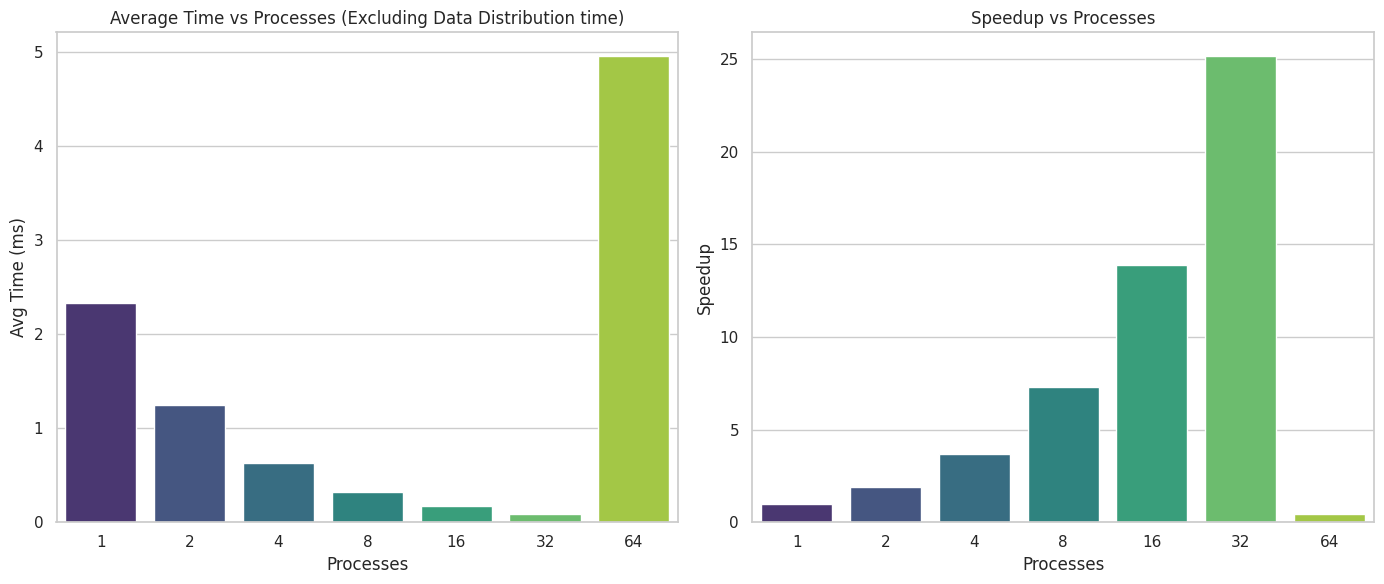 Average Time vs Processes (Excluding Data Distribution time)
Avg Time (ms)
5
4
3
2
1
0
1 2 4 8 16 32 64
Processes
Speedup vs Processes
Speedup
25
20
15
10
5
0
1 2 4 8 16 32 64
Processes